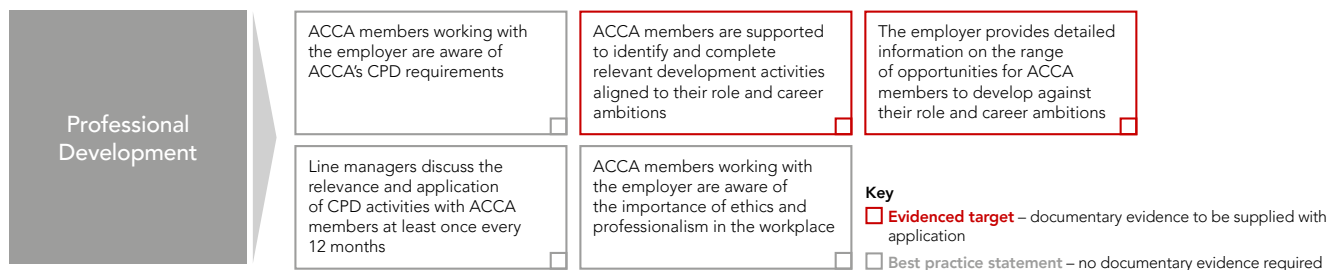 Professional
Development
ACCA members working with
the employer are aware of
ACCA's CPD requirements
ACCA members are supported
to identify and complete
relevant development activities
aligned to their role and career
ambitions
The employer provides detailed
information on the range
of opportunities for ACCA
members to develop against
their role and career ambitions
Line managers discuss the
relevance and application
of CPD activities with ACCA
members at least once every
12 months
ACCA members working with
the employer are aware of
the importance of ethics and
professionalism in the workplace
Key
Evidenced target – documentary evidence to be supplied with
application
Best practice statement – no documentary evidence required